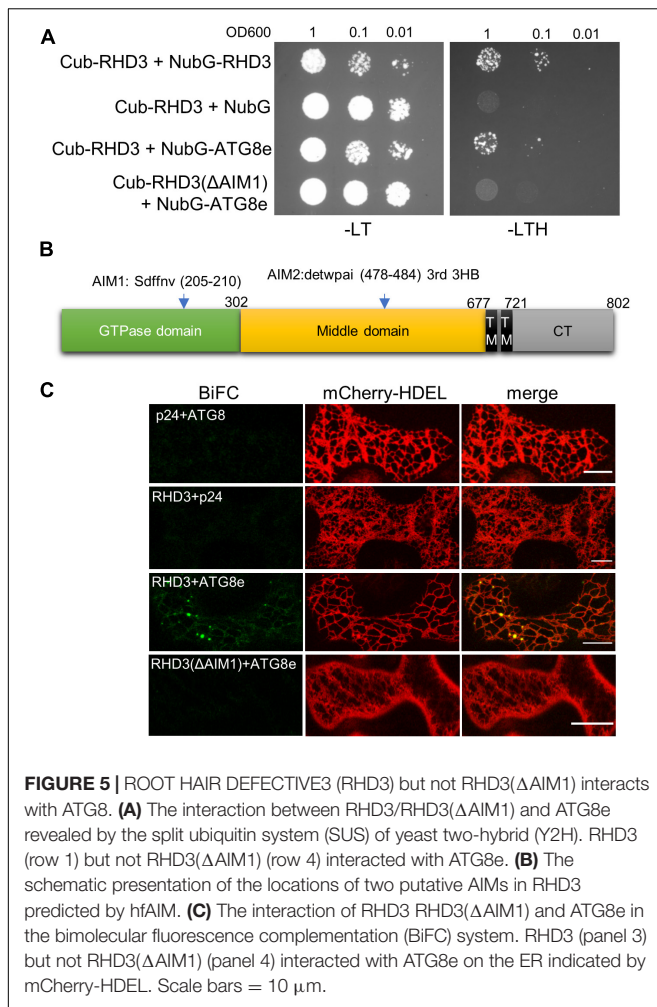 A
OD600 1 0.1 0.01 1 0.1 0.01
Cub-RHD3 + NubG-RHD3
Cub-RHD3 + NubG
Cub-RHD3 + NubG-ATG8e
Cub-RHD3(ΔAIM1)
+ NubG-ATG8e
-LT -LTH
B
AIM1: Sdffnv (205-210) AIM2:detwpai (478-484) 3rd 3HB
302 677 721 802
GTPase domain Middle domain TM TM CT
C
BiFC mCherry-HDEL merge
p24+ATG8
RHD3+p24
RHD3+ATG8e
RHD3(ΔAIM1)+ATG8e
FIGURE 5 | ROOT HAIR DEFECTIVE3 (RHD3) but not RHD3(ΔAIM1) interacts
with ATG8. (A) The interaction between RHD3/RHD3(ΔAIM1) and ATG8e
revealed by the split ubiquitin system (SUS) of yeast two-hybrid (Y2H). RHD3
(row 1) but not RHD3(ΔAIM1) (row 4) interacted with ATG8e. (B) The
schematic presentation of the locations of two putative AIMs in RHD3
predicted by hfAIM. (C) The interaction of RHD3 RHD3(ΔAIM1) and ATG8e in
the bimolecular fluorescence complementation (BiFC) system. RHD3 (panel 3)
but not RHD3(ΔAIM1) (panel 4) interacted with ATG8e on the ER indicated by
mCherry-HDEL. Scale bars = 10 μm.